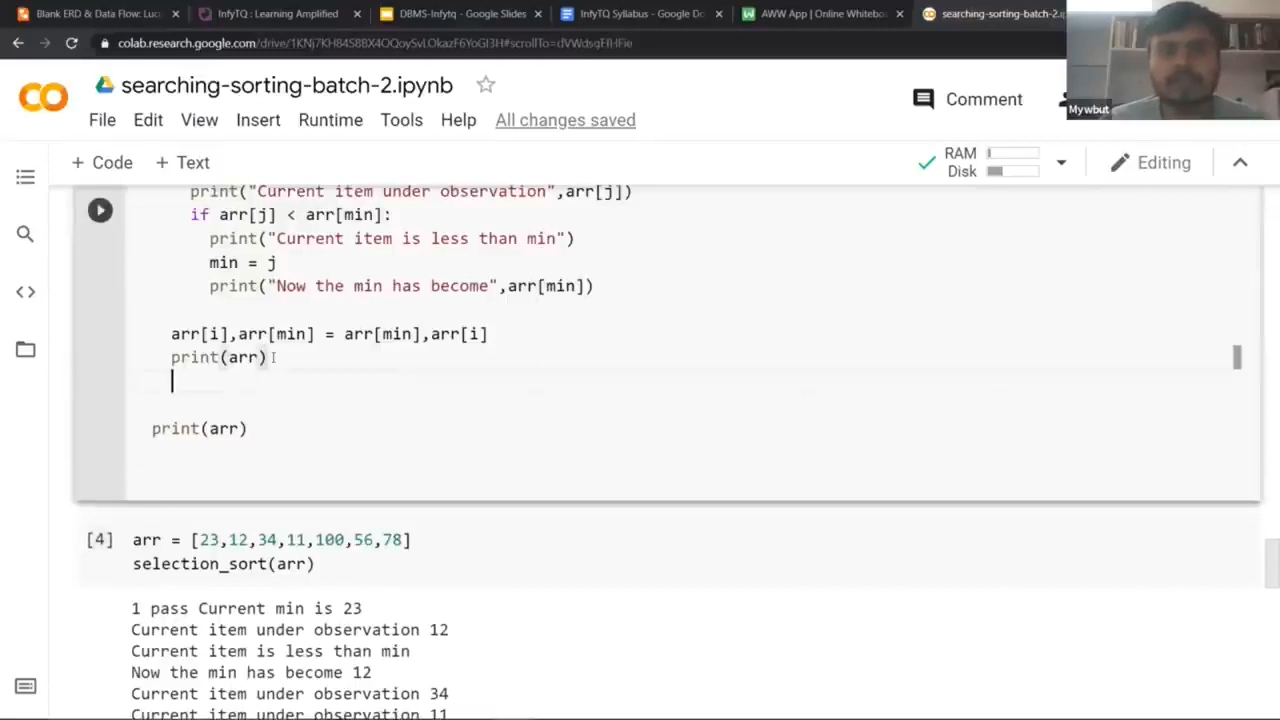 Blank ERD & Data Flow: Luc
InfyTQ : Learning Amplified
DBMS-Infytq - Google Slides
InfyTQ Syllabus - Google Do
AWW App | Online Whitebo
searching-sorting-batch-2.ip
colab.research.google.com
searching-sorting-batch-2.ipynb
Comment
Mywbut
File Edit View Insert Runtime Tools Help All changes saved
+ Code + Text
RAM
Disk
Editing
print("Current item under observation",arr[j])
if arr[j] < arr[min]:
print("Current item is less than min")
min = j
print("Now the min has become",arr[min])
arr[i],arr[min] = arr[min],arr[i]
print(arr)
print(arr)
[4] arr = [23,12,34,11,100,56,78]
selection_sort(arr)
1 pass Current min is 23
Current item under observation 12
Current item is less than min
Now the min has become 12
Current item under observation 34
Current item under observation 11